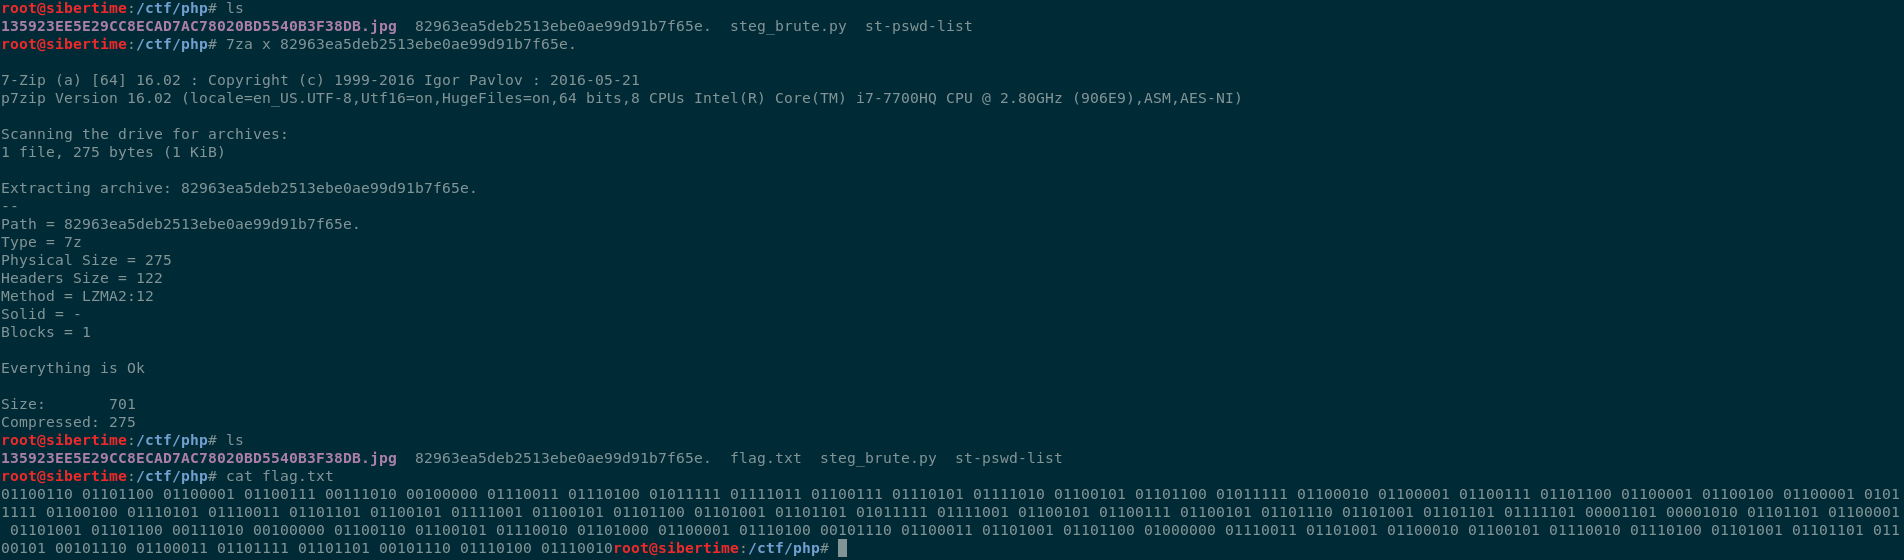 root@sibertime:/ctf/php# ls
135923EE5E29CC8ECAD7AC78020BD5540B3F38DB.jpg  82963ea5deb2513ebe0ae99d91b7f65e.  steg_brute.py  st-pswd-list
root@sibertime:/ctf/php# 7za x 82963ea5deb2513ebe0ae99d91b7f65e.

7-Zip (a) [64] 16.02 : Copyright (c) 1999-2016 Igor Pavlov : 2016-05-21
p7zip Version 16.02 (locale=en_US.UTF-8,Utf16=on,HugeFiles=on,64 bits,8 CPUs Intel(R) Core(TM) i7-7700HQ CPU @ 2.80GHz (906E9),ASM,AES-NI)

Scanning the drive for archives:
1 file, 275 bytes (1 KiB)

Extracting archive: 82963ea5deb2513ebe0ae99d91b7f65e.
--
Path = 82963ea5deb2513ebe0ae99d91b7f65e.
Type = 7z
Physical Size = 275
Headers Size = 122
Method = LZMA2:12
Solid = -
Blocks = 1

Everything is Ok

Size:       701
Compressed: 275
root@sibertime:/ctf/php# ls
135923EE5E29CC8ECAD7AC78020BD5540B3F38DB.jpg  82963ea5deb2513ebe0ae99d91b7f65e.  flag.txt  steg_brute.py  st-pswd-list
root@sibertime:/ctf/php# cat flag.txt
01100110 01101100 01100001 01100111 00111010 00100000 01110011 01110100 01011111 01111011 01100111 01110101 01111010 01100101 01101100 01011111 01100010 01100001 01100111 01101100 01100001 01100100 01100001 0101
1111 01100100 01110101 01110011 01101101 01100101 01111001 01100101 01101100 01101001 01101101 01011111 01111001 01100101 01100111 01100101 01101110 01101001 01101101 01111101 00001101 00001010 01101101 01100001
 01101001 01101100 00111010 00100000 01100110 01100101 01110010 01101000 01100001 01110100 00101110 01100011 01101001 01101100 01000000 01110011 01101001 01100010 01100101 01110010 01110100 01101001 01101101 011
00101 00101110 01100011 01101111 01101101 00101110 01110100 01110010root@sibertime:/ctf/php#